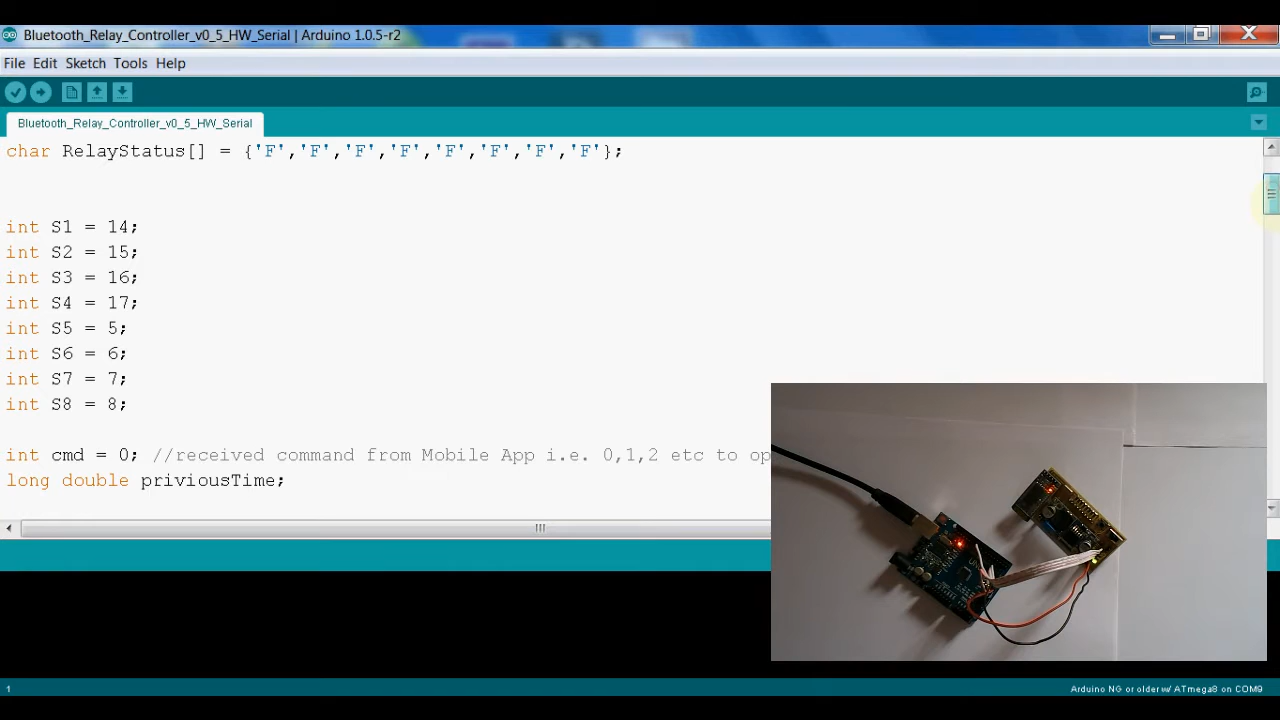 Bluetooth_Relay_Controller_v0_5_HW_Serial | Arduino 1.0.5-r2
File Edit Sketch Tools Help
Bluetooth_Relay_Controller_v0_5_HW_Serial
char RelayStatus[] = {'F','F','F','F','F','F','F','F'};
int S1 = 14;
int S2 = 15;
int S3 = 16;
int S4 = 17;
int S5 = 5;
int S6 = 6;
int S7 = 7;
int S8 = 8;
int cmd = 0; //received command from Mobile App i.e. 0,1,2 etc to op
long double priviousTime;
1
Arduino NG or older w/ ATmega8 on COM9